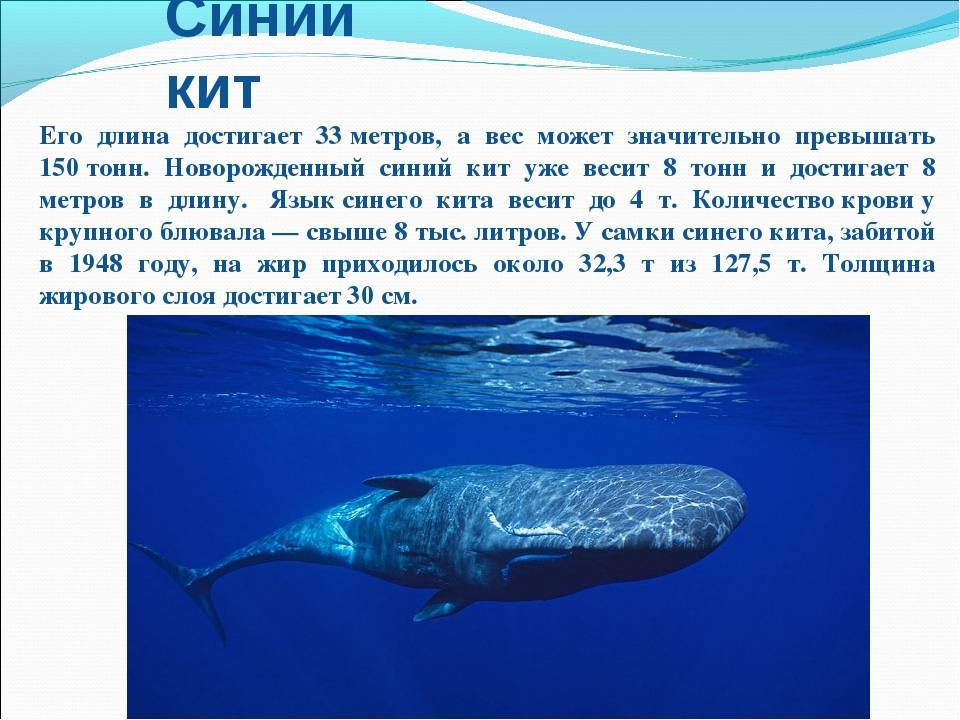 Синий
кит
Его длина достигает 33 метров, а вес может значительно превышать
150 тонн. Новорожденный синий кит уже весит 8 тонн и достигает 8
метров в длину. Язык синего кита весит до 4 т. Количество крови у
крупного блювала — свыше 8 тыс. литров. У самки синего кита, забитой
в 1948 году, на жир приходилось около 32,3 т из 127,5 т. Толщина
жирового слоя достигает 30 см.